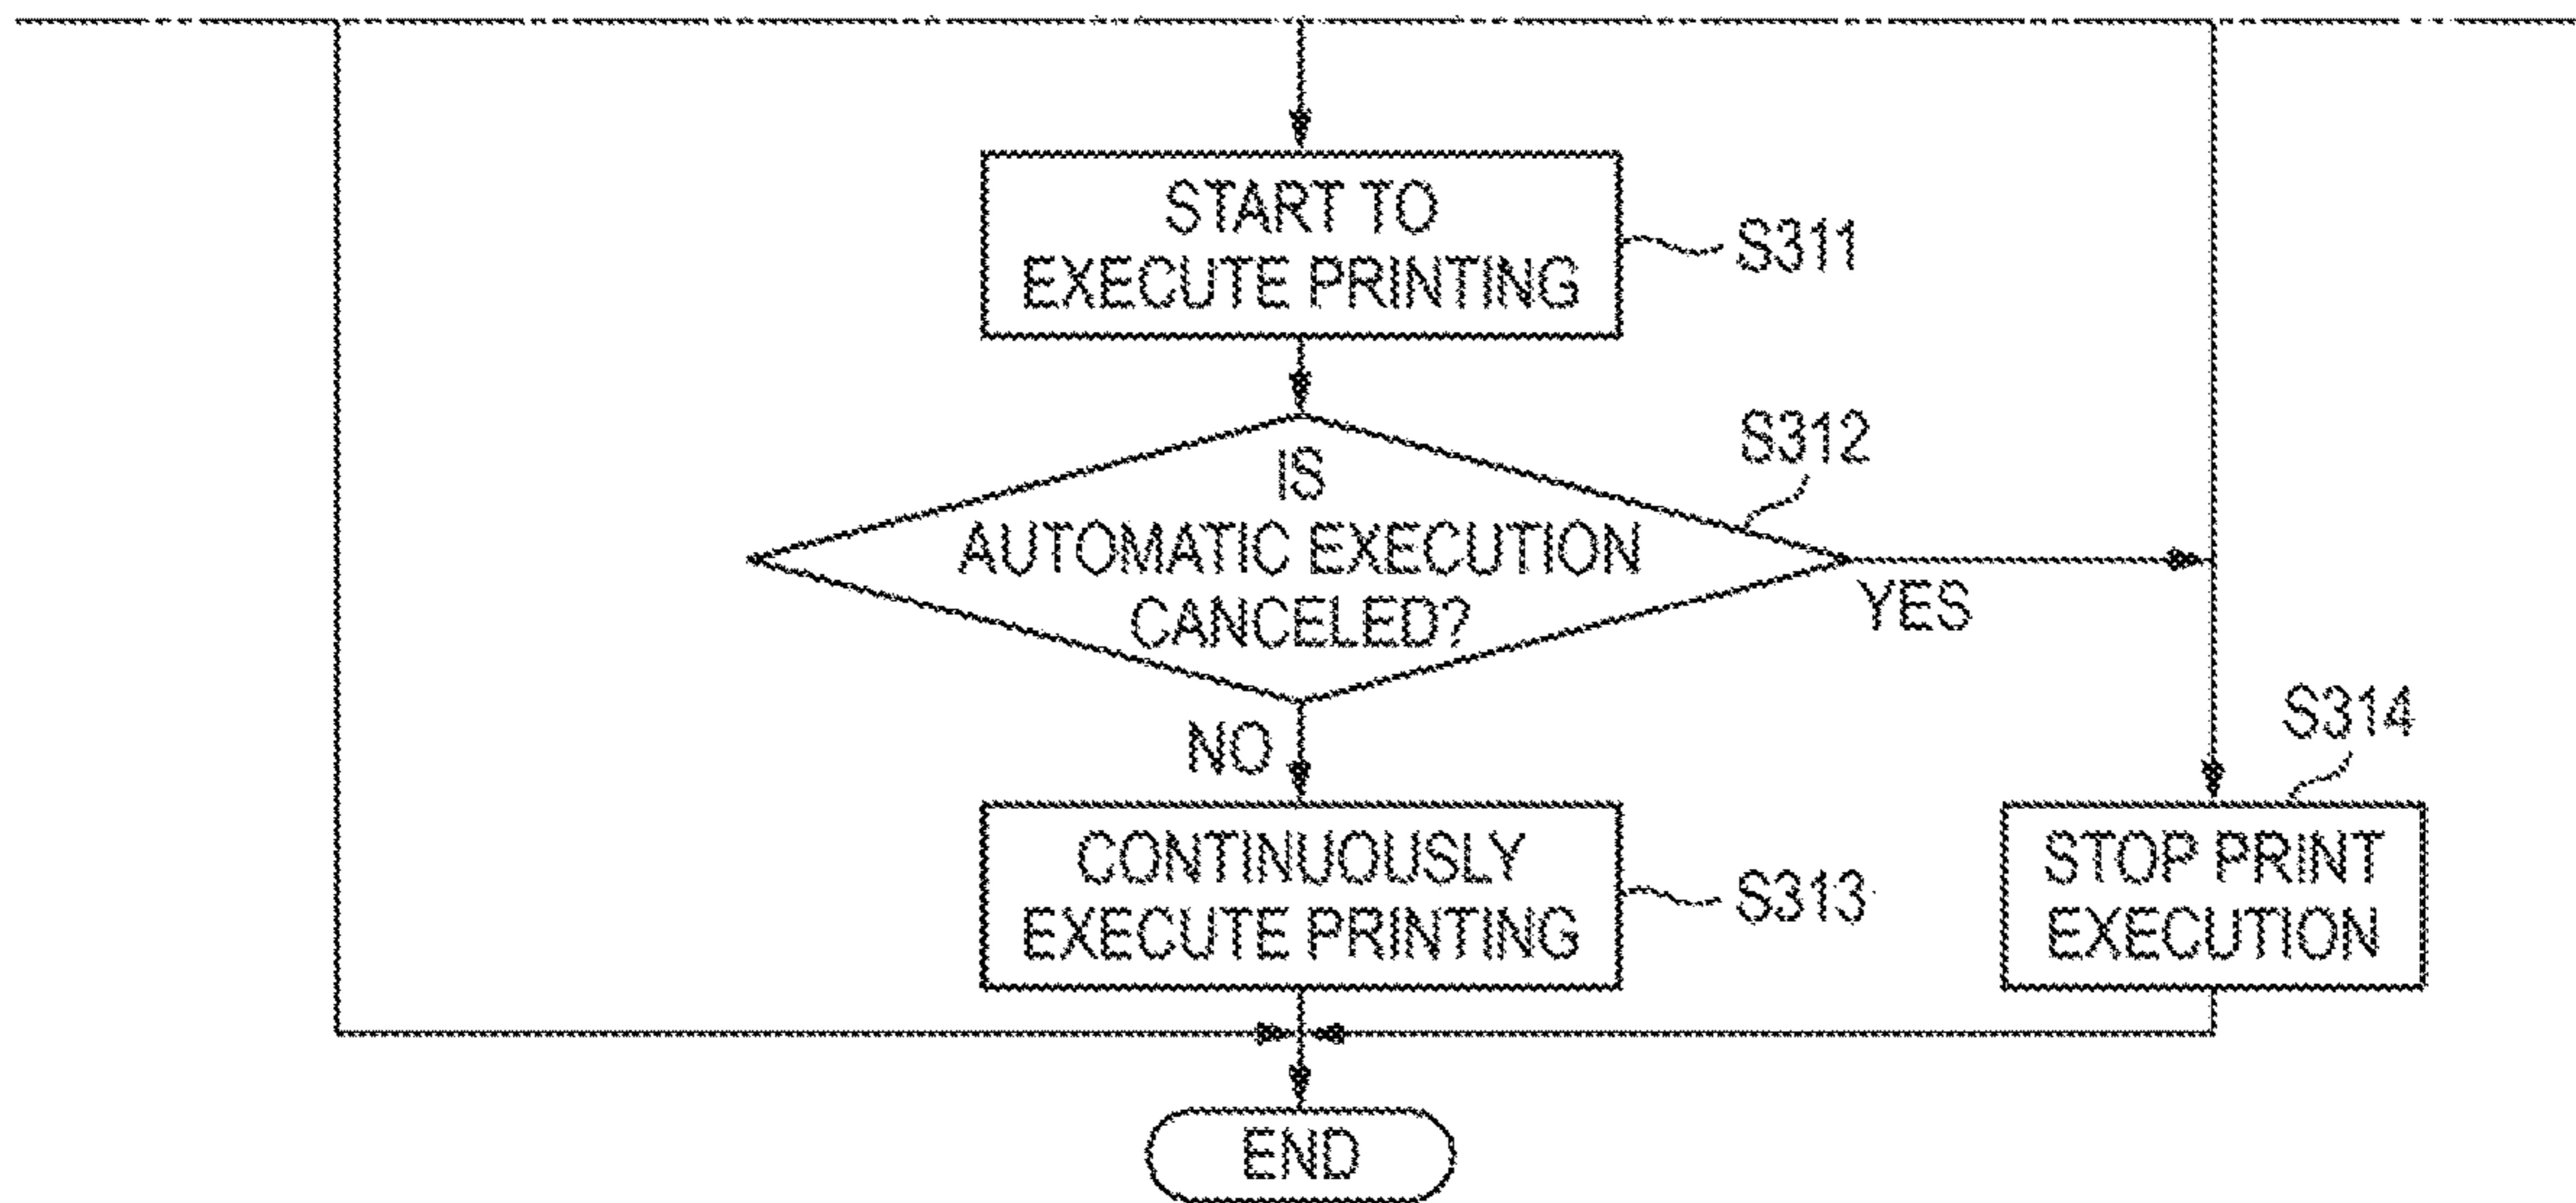 START TO
EXECUTE PRINTING
S311
S312
IS
AUTOMATIC EXECUTION
CANCELED?
YES
NO
S314
CONTINUOUSLY
EXECUTE PRINTING
S313
STOP PRINT
EXECUTION
END